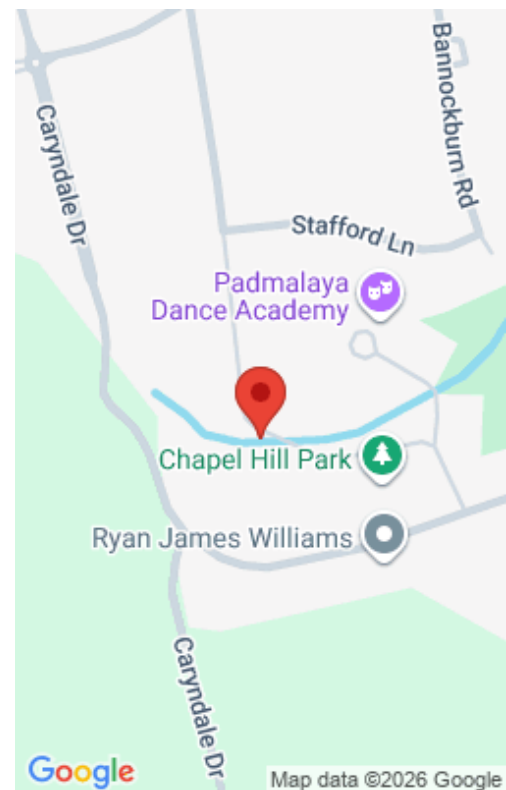 Bannockburn Rd
Caryndale Dr
Stafford Ln
Padmalaya
Dance Academy
Chapel Hill Park
Ryan James Williams
Caryndale Dr
Google
Map data ©2026 Google